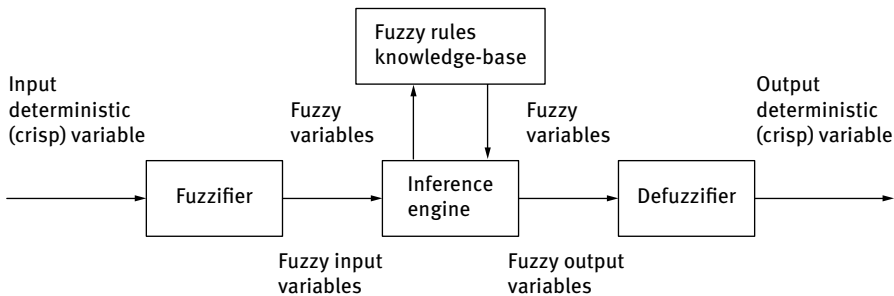 Fuzzy rules
knowledge-base
Input
deterministic
(crisp) variable
Fuzzy
variables
Fuzzy
variables
Output
deterministic
(crisp) variable
Fuzzifier
Inference
engine
Defuzzifier
Fuzzy input
variables
Fuzzy output
variables